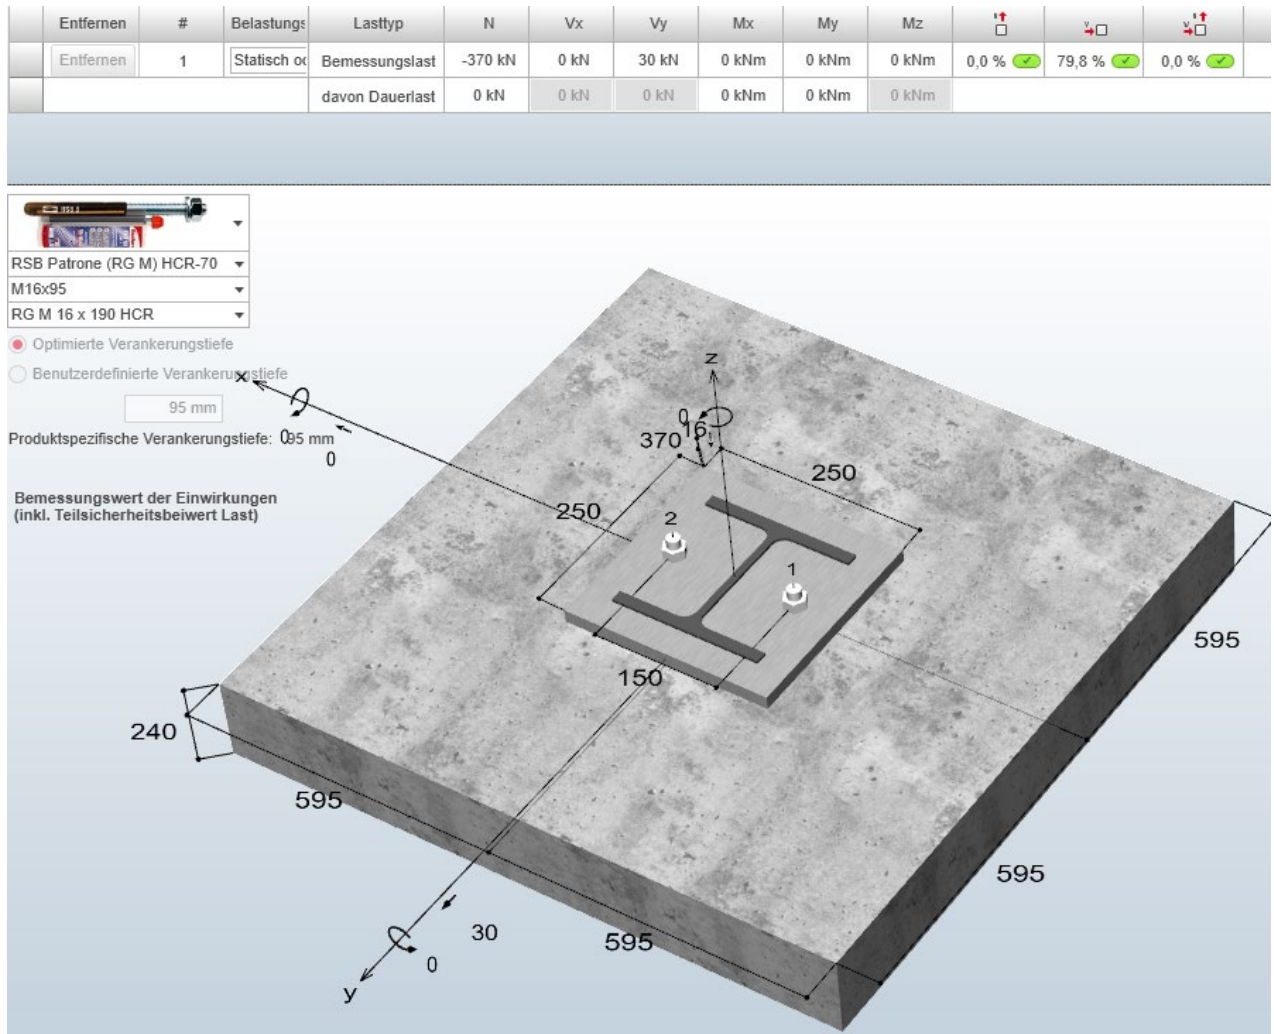 Entfernen # Belastungs Lasttyp N Vx Vy Mx My Mz
Entfernen 1 Statisch oc Bemessungslast -370 kN 0 kN 30 kN 0 kNm 0 kNm 0 kNm 0,0 % 79,8 % 0,0 %
davon Dauerlast 0 kN 0 kN 0 kN 0 kNm 0 kNm 0 kNm
RSB Patrone (RG M) HCR-70
M16x95
RG M 16 x 190 HCR
Optimierte Verankerungstiefe
Benutzerdefinierte Verankerungstiefe
95 mm
Produktspezifische Verankerungstiefe: 95 mm
Bemessungswert der Einwirkungen
(inkl. Teilsicherheitsbeiwert Last)
x
0
0
z
0
16
370
250
250
2
1
150
595
240
595
595
595
30
0
y